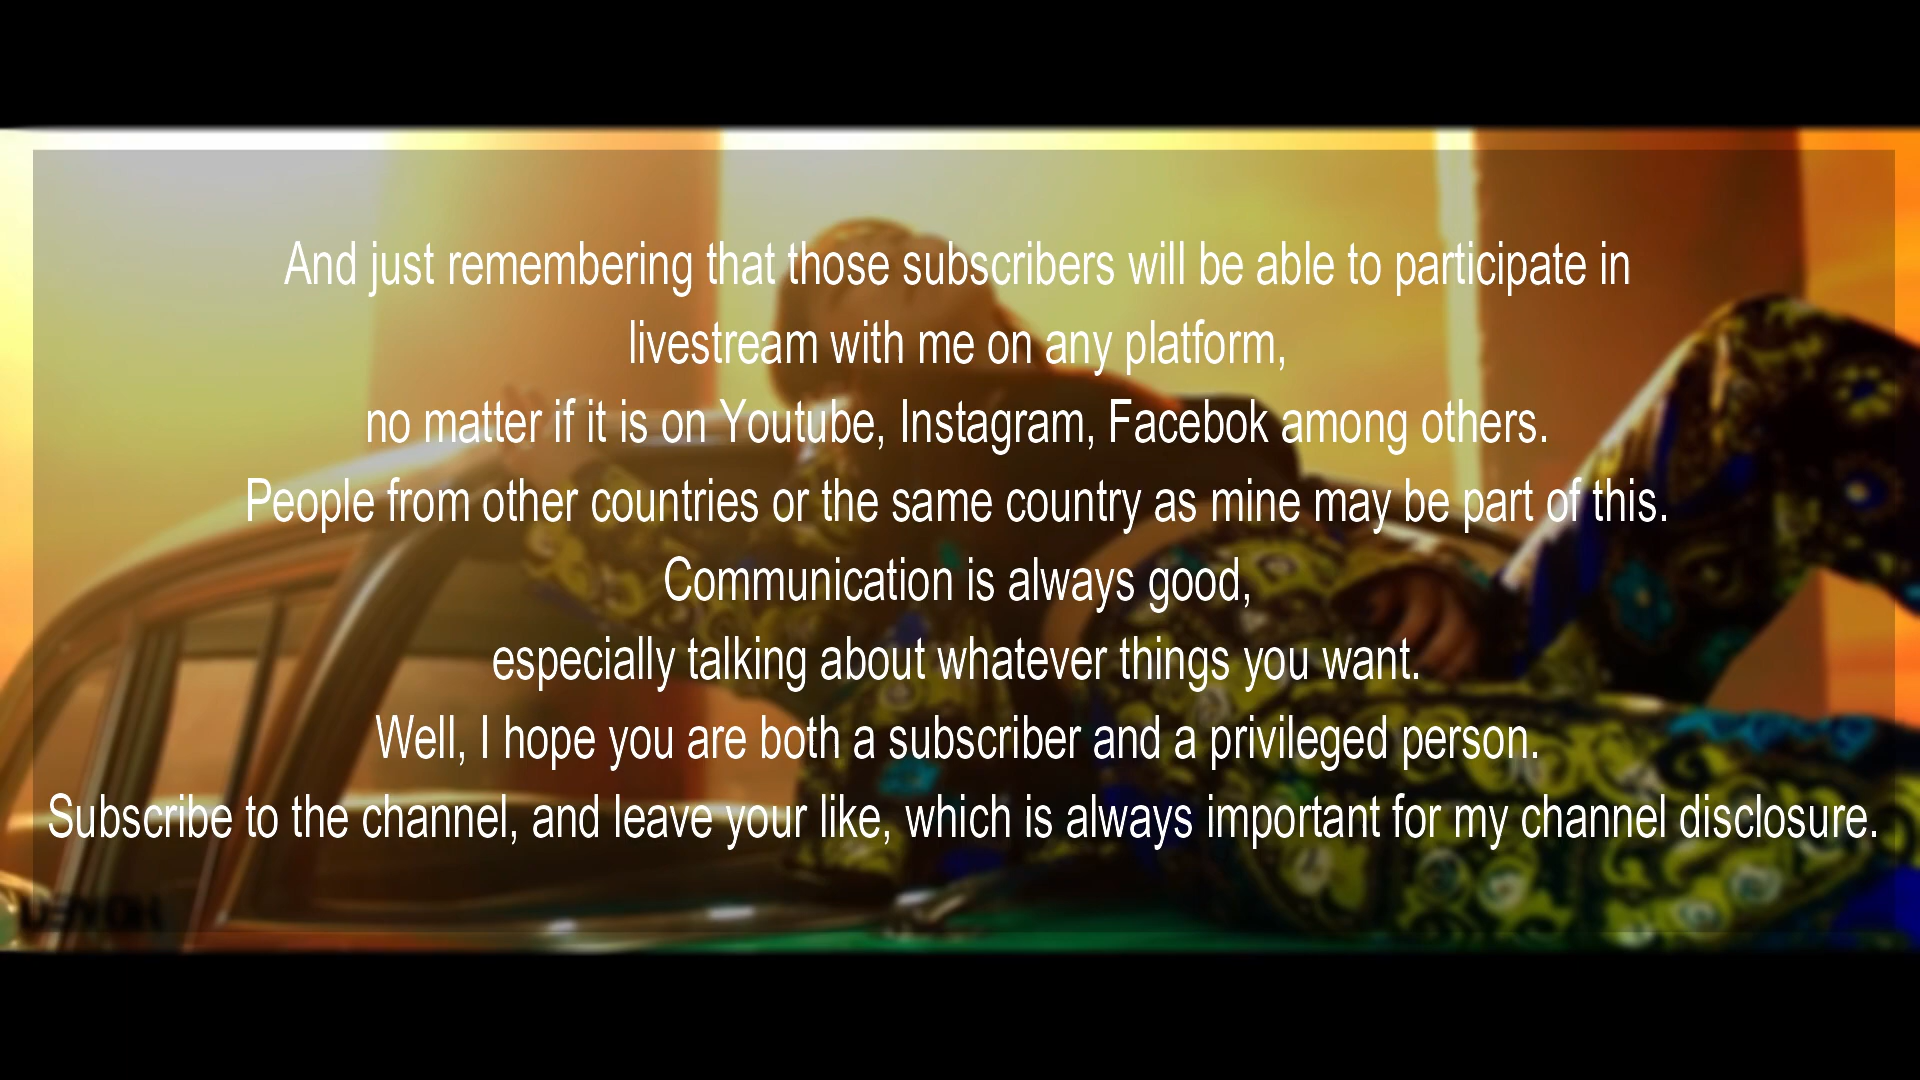 And just remembering that those subscribers will be able to participate in
livestream with me on any platform,
no matter if it is on Youtube, Instagram, Facebok among others.
People from other countries or the same country as mine may be part of this.
Communication is always good,
especially talking about whatever things you want.
Well, I hope you are both a subscriber and a privileged person.
Subscribe to the channel, and leave your like, which is always important for my channel disclosure.